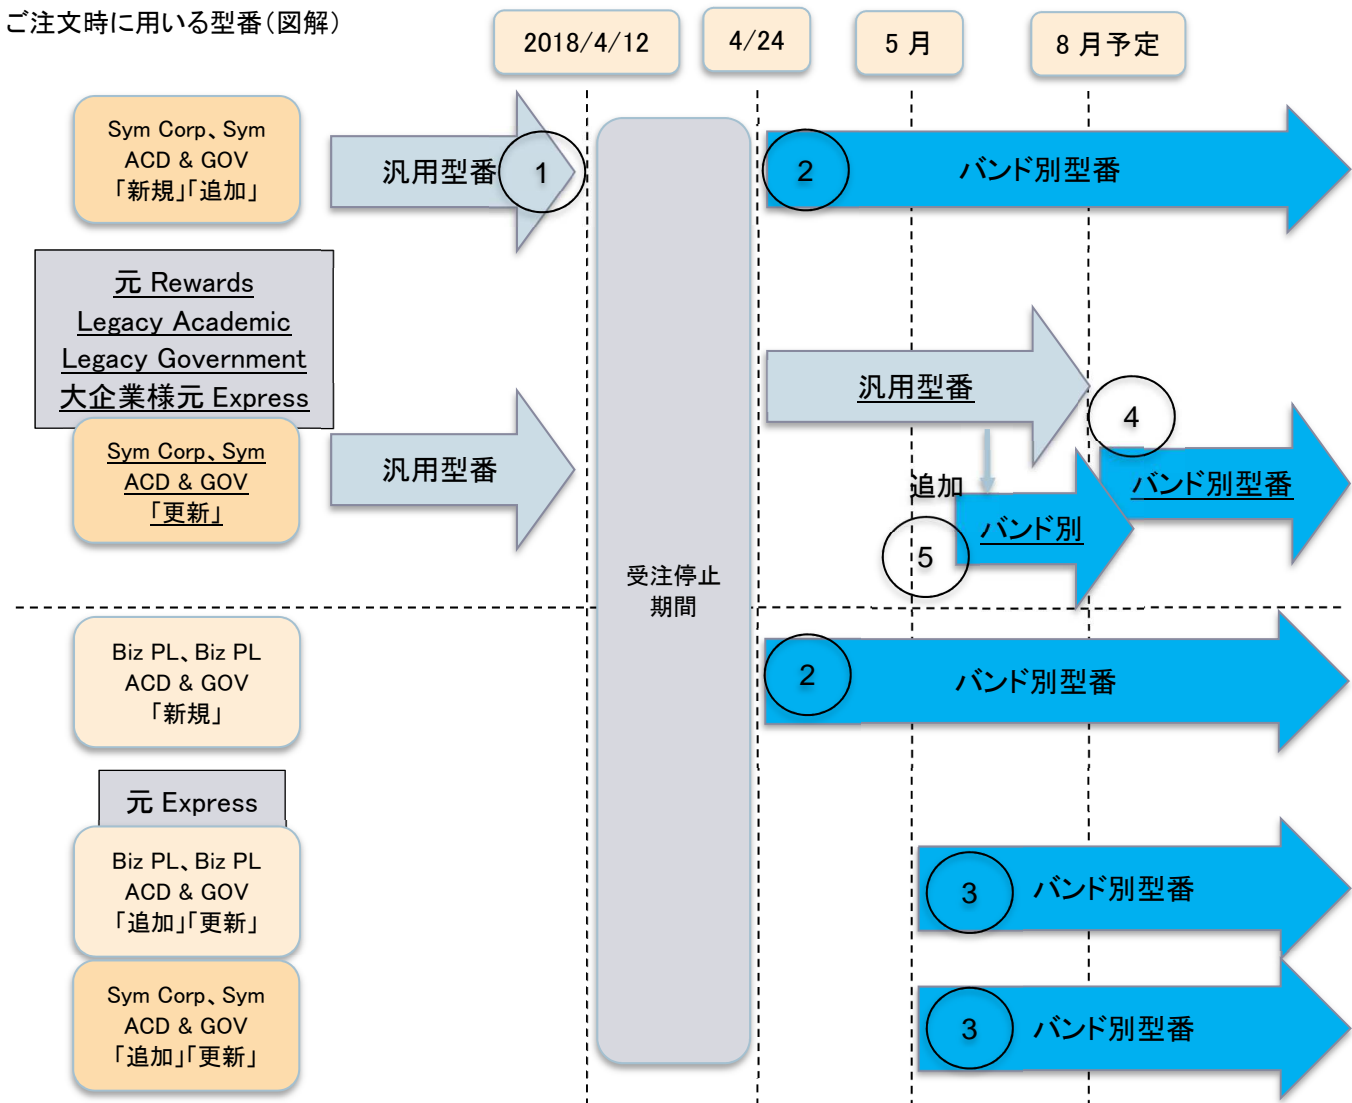 ご注文時に用いる型番（図解）
2018/4/12
4/24
5 月
8 月予定
Sym Corp、Sym
ACD & GOV
「新規」「追加」
汎用型番
1
2
バンド別型番
元 Rewards
Legacy Academic
Legacy Government
大企業様元 Express
Sym Corp、Sym
ACD & GOV
「更新」
汎用型番
汎用型番
4
バンド別型番
追加
バンド別
5
受注停止
期間
Biz PL、Biz PL
ACD & GOV
「新規」
2
バンド別型番
元 Express
Biz PL、Biz PL
ACD & GOV
「追加」「更新」
3
バンド別型番
Sym Corp、Sym
ACD & GOV
「追加」「更新」
3
バンド別型番